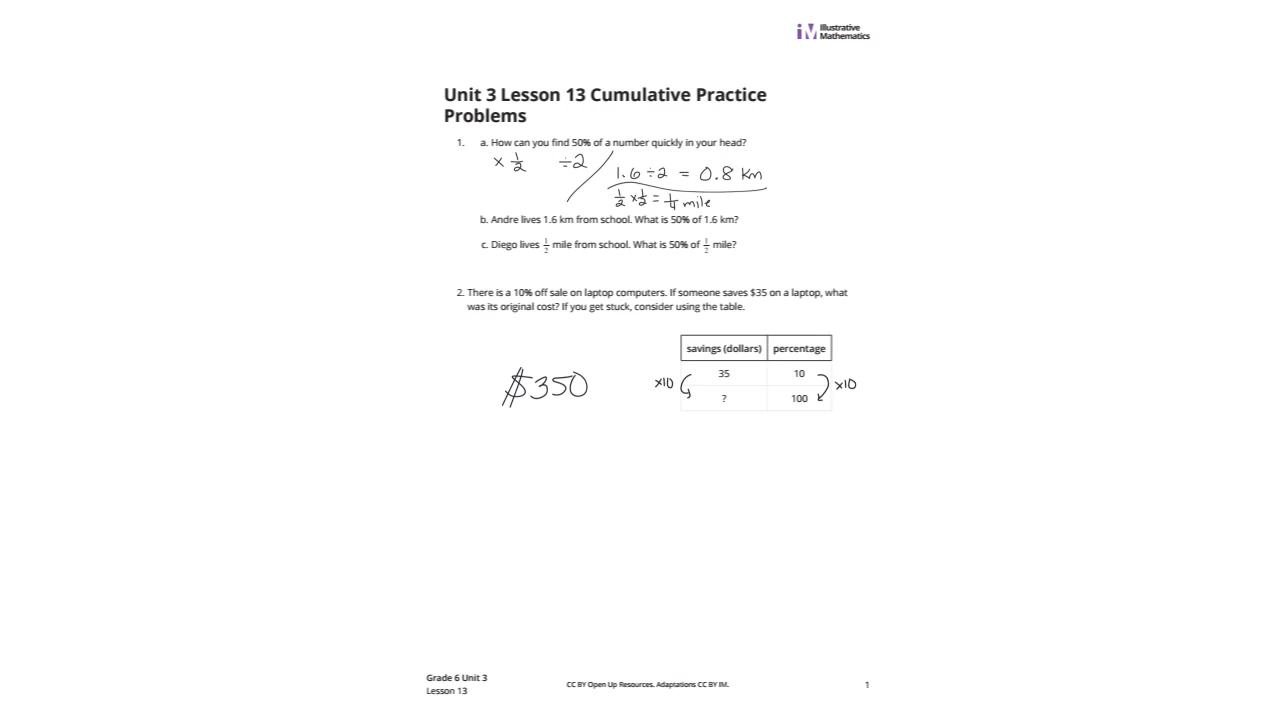 Illustrative
Mathematics
Unit 3 Lesson 13 Cumulative Practice
Problems
1. a. How can you find 50% of a number quickly in your head?
× 1/2 ÷2
1.6 ÷ 2 = 0.8 km
1/2 × 1/2 = 1/4 mile
b. Andre lives 1.6 km from school. What is 50% of 1.6 km?
c. Diego lives 1/2 mile from school. What is 50% of 1/2 mile?
2. There is a 10% off sale on laptop computers. If someone saves $35 on a laptop, what
was its original cost? If you get stuck, consider using the table.
savings (dollars) percentage
35 10
$350 ×10 ×10
? 100
Grade 6 Unit 3
Lesson 13
CC BY Open Up Resources. Adaptations CC BY IM.
1